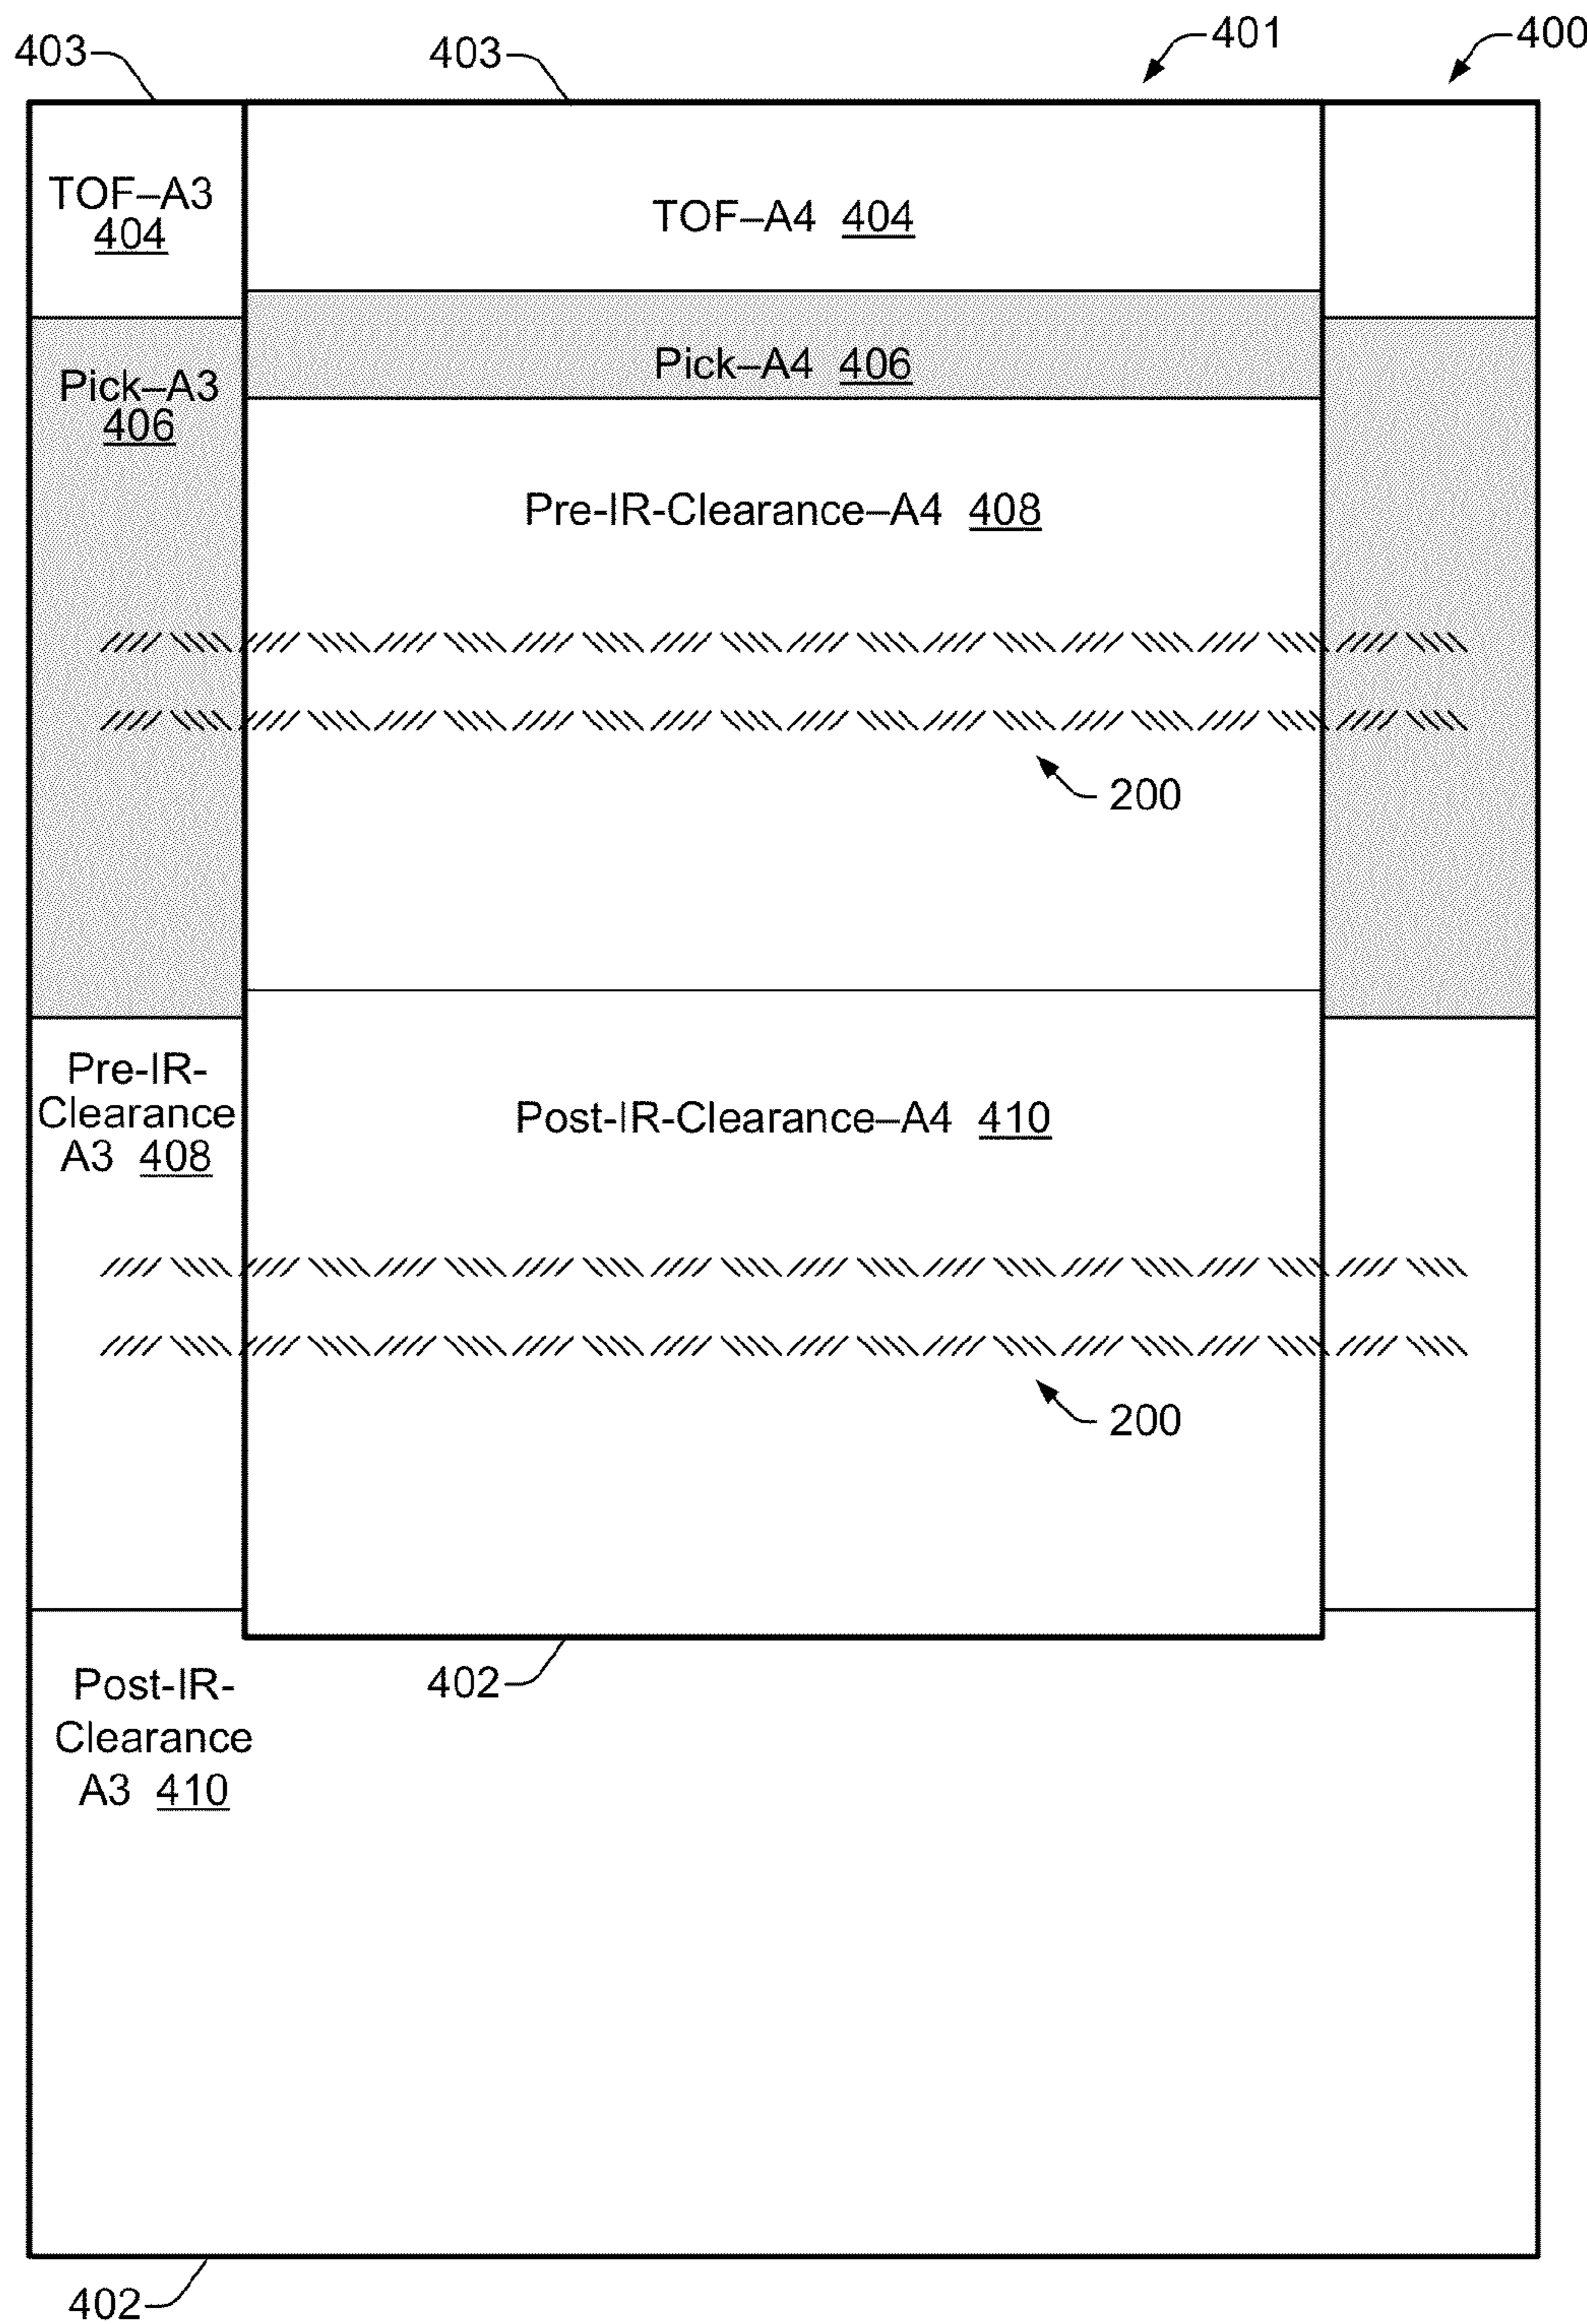 403
403
401
400
TOF–A3
404
TOF–A4 404
Pick–A3
406
Pick–A4 406
Pre-IR-Clearance–A4 408
200
Pre-IR-
Clearance
A3 408
Post-IR-Clearance–A4 410
200
402
Post-IR-
Clearance
A3 410
402